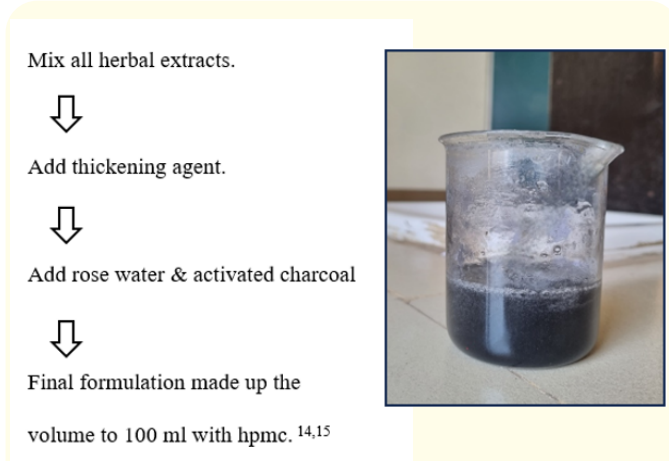 Mix all herbal extracts.
Add thickening agent.
Add rose water & activated charcoal
Final formulation made up the
volume to 100 ml with hpmc. 14,15